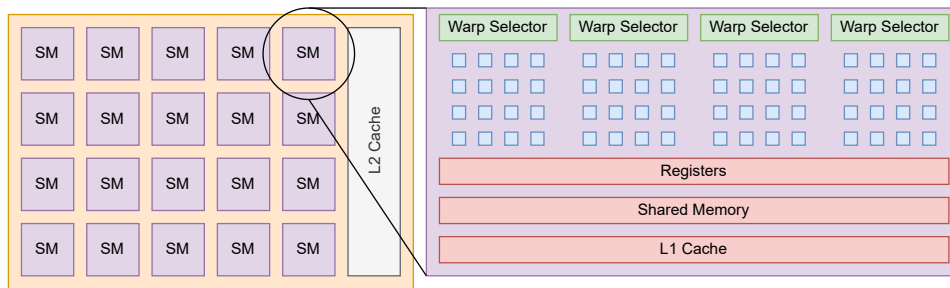 SM SM SM SM SM
SM SM SM SM SM
SM SM SM SM SM
SM SM SM SM SM
L2 Cache
Warp Selector Warp Selector Warp Selector Warp Selector
Registers
Shared Memory
L1 Cache